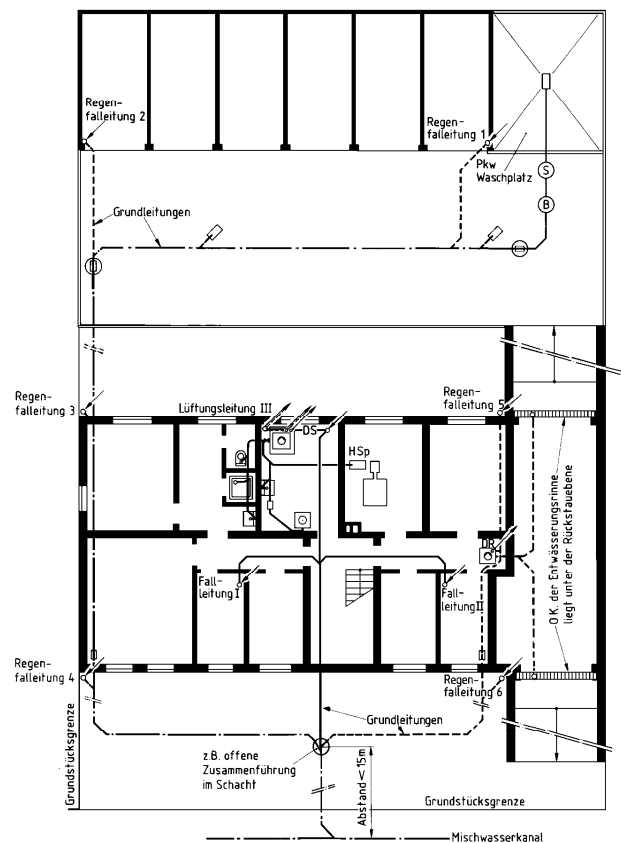 Regen-
falleitung 2
Regen-
falleitung 1
Pkw
Waschplatz
S
B
Grundleitungen
Regen-
falleitung 3
Lüftungsleitung III
Regen-
falleitung 5
DS
HSp
DR
O K. der Entwässerungsrinne
liegt unter der Rückstauebene
Fall-
leitung I
Fall-
leitung II
Regen-
falleitung 4
Regen-
falleitung 6
Grundleitungen
z.B. offene
Zusammenführung
im Schacht
Abstand < 15m
Grundstücksgrenze
Grundstücksgrenze
Mischwasserkanal